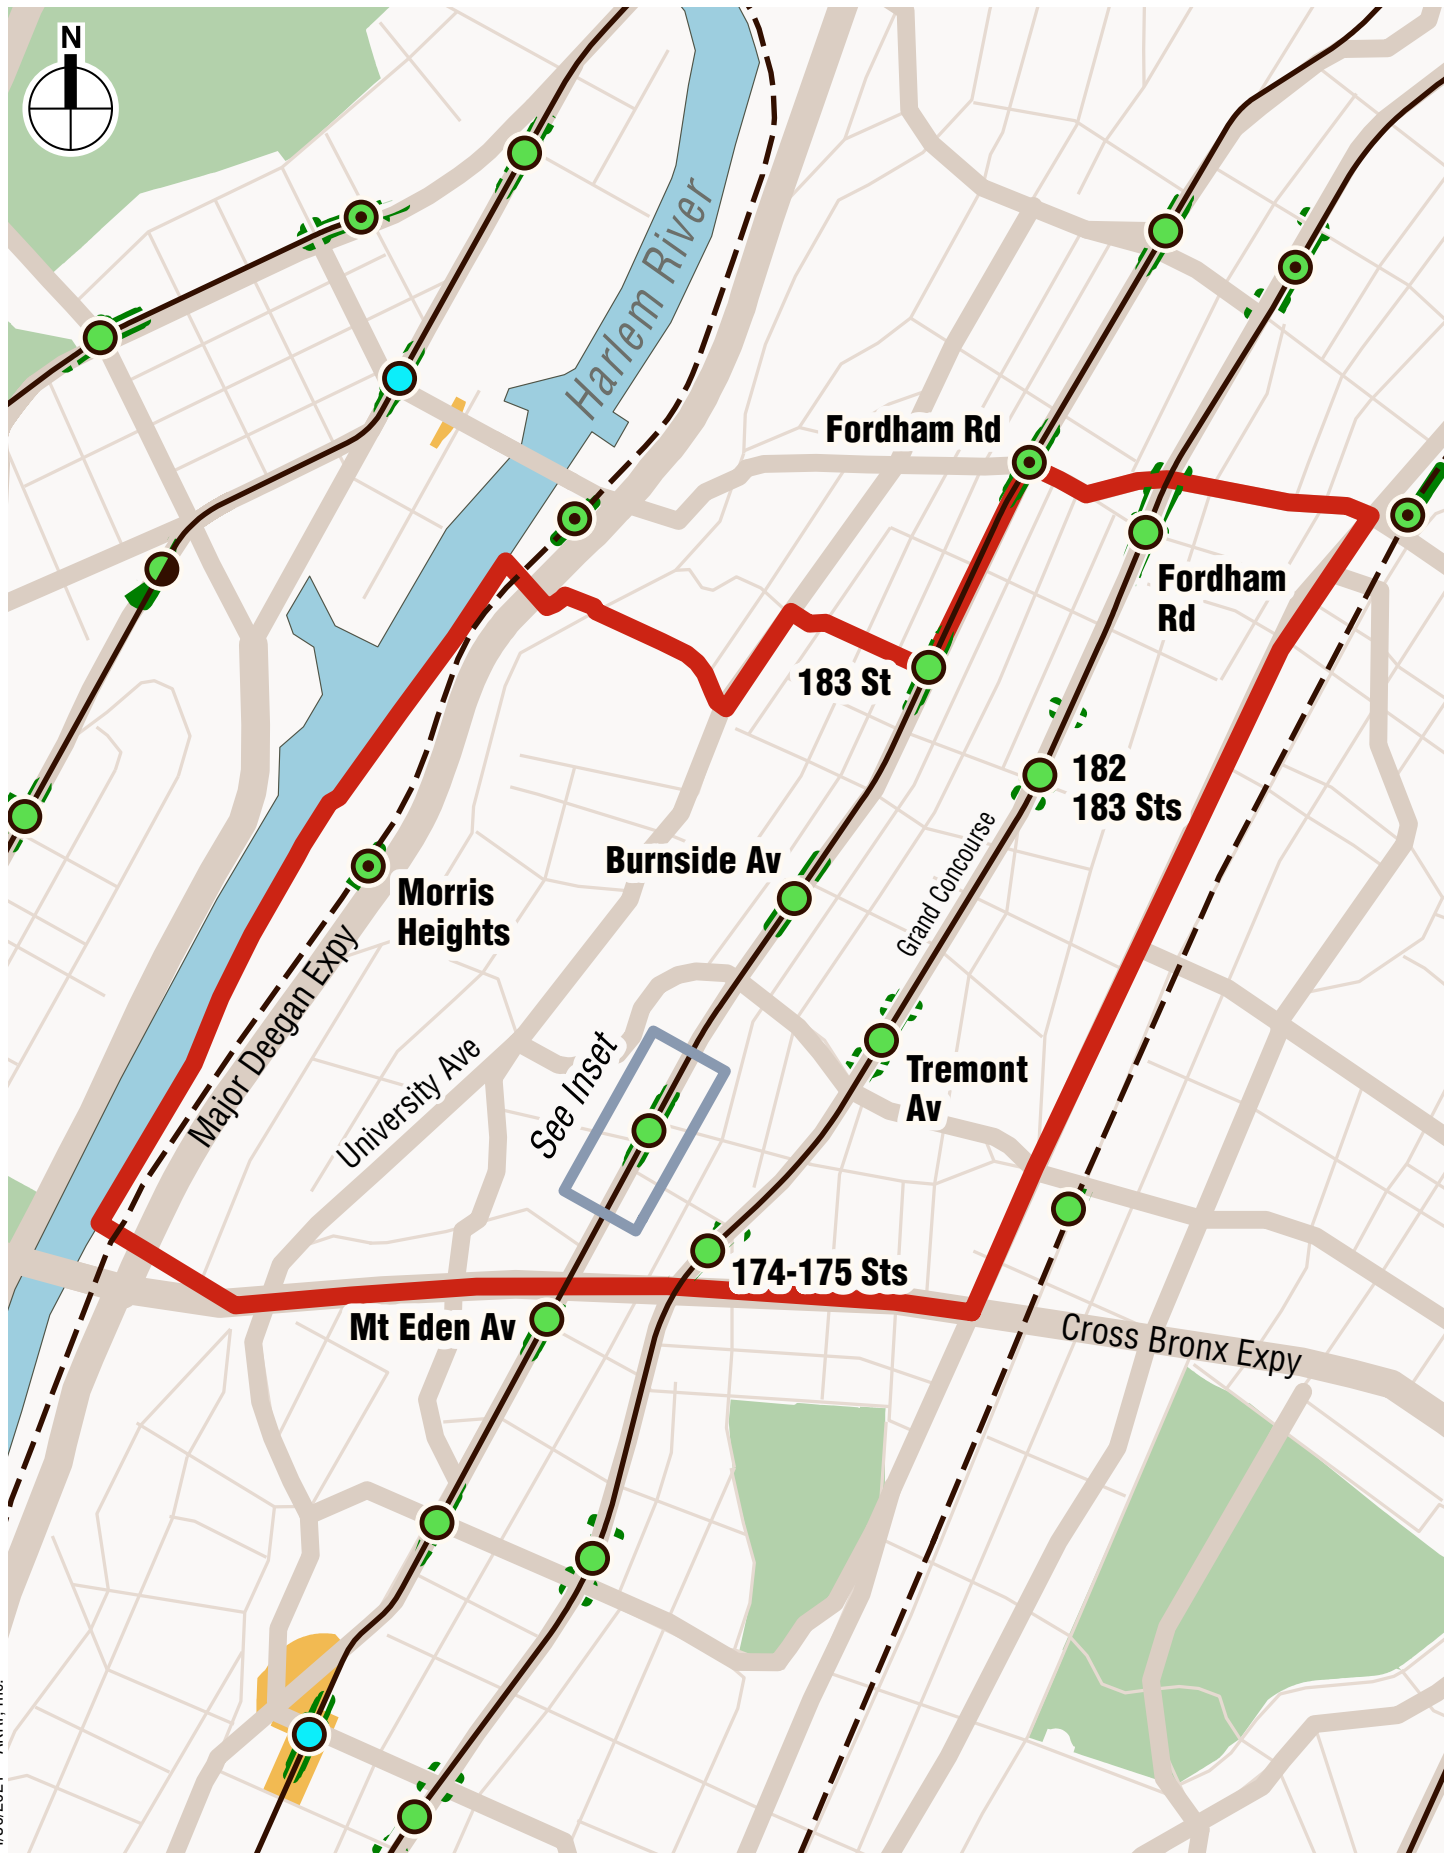 N
Harlem River
Fordham Rd
Fordham
Rd
183 St
182
183 Sts
Burnside Av
Grand Concourse
Morris
Heights
Major Deegan Expy
University Ave
See Inset
Tremont
Av
174-175 Sts
Mt Eden Av
Cross Bronx Expy